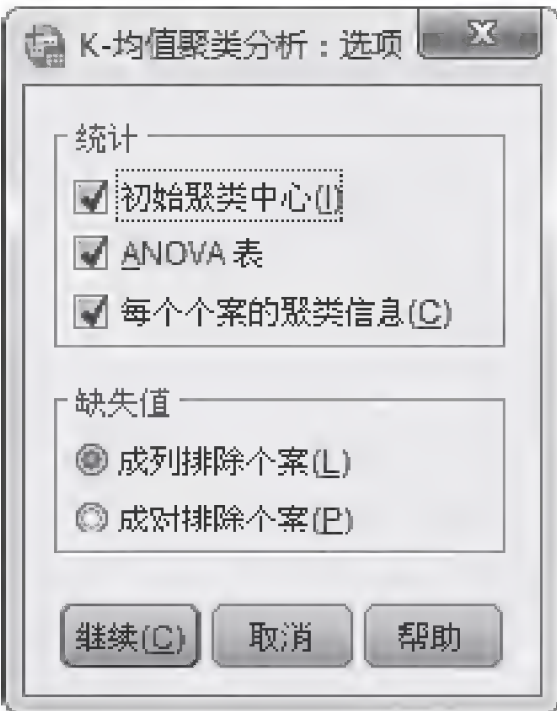 K-均值聚类分析：选项
统计
初始聚类中心(I)
ANOVA 表
每个个案的聚类信息(C)
缺失值
成列排除个案(L)
成对排除个案(P)
继续(C) 取消 帮助